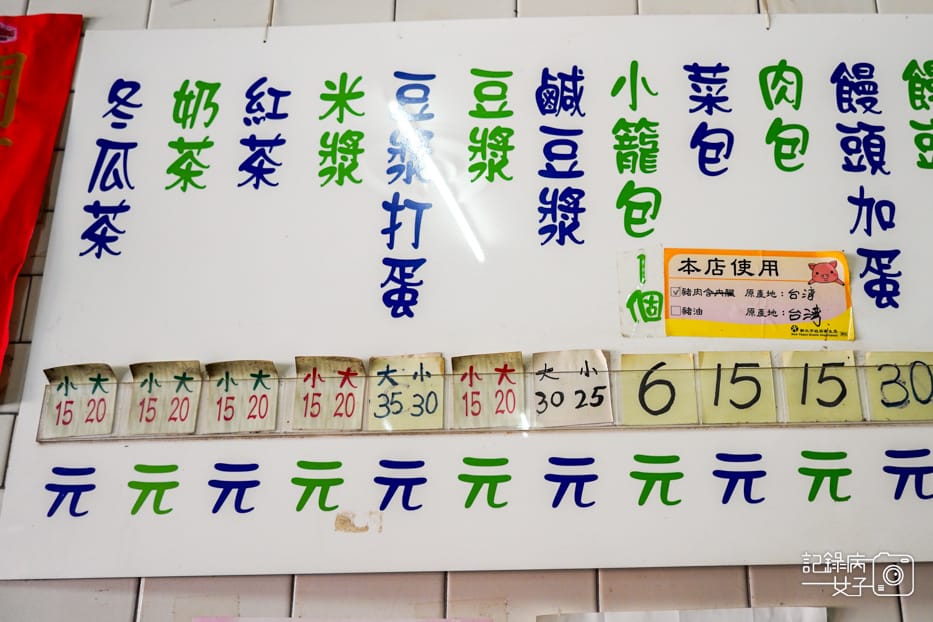 冬瓜茶
奶茶
紅茶
米漿
豆漿打蛋
豆漿
鹹豆漿
小籠包
1個
菜包
肉包
饅頭加蛋
饅頭
本店使用
豬肉含內臟 原產地：台灣
豬油 原產地：台灣
小 大
15 20
小 大
15 20
小 大
15 20
小 大
15 20
大 小
35 30
小 大
15 20
大 小
30 25
6
15
15
30
元 元 元 元 元 元 元 元 元 元 元
記錄病
女子